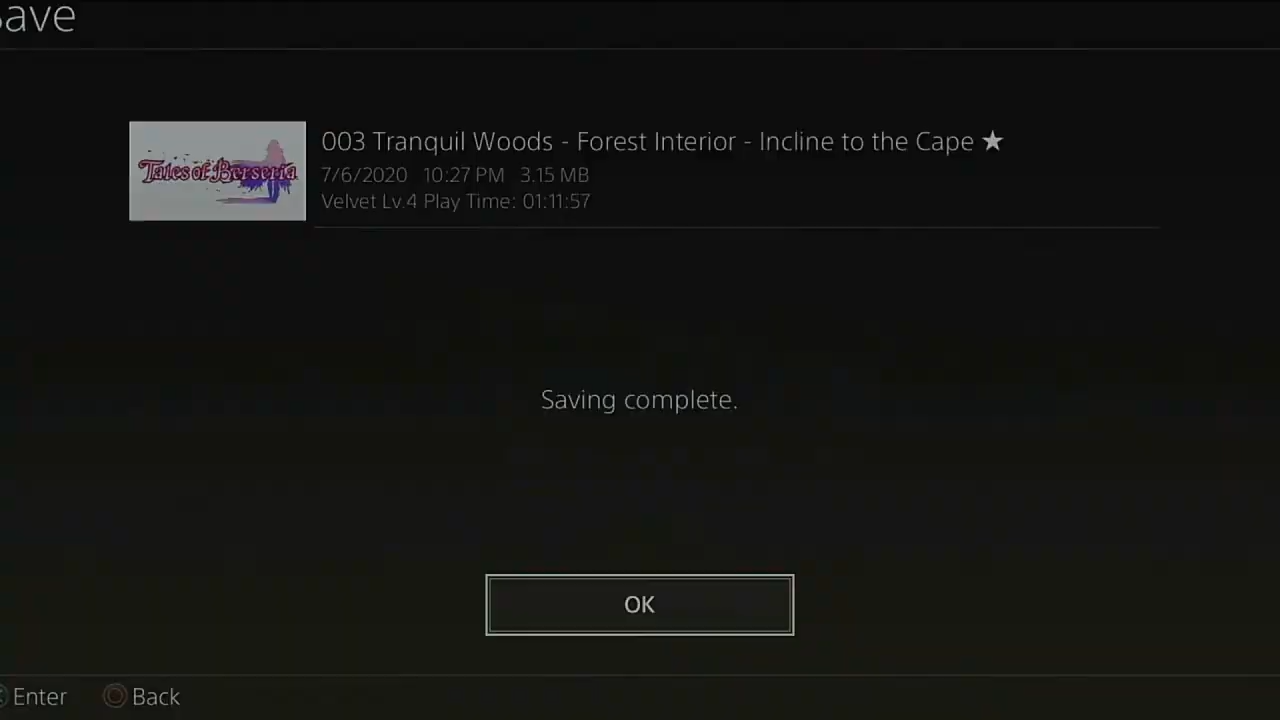 Save
Tales of Berseria
003 Tranquil Woods - Forest Interior - Incline to the Cape ★
7/6/2020 10:27 PM 3.15 MB
Velvet Lv.4 Play Time: 01:11:57
Saving complete.
OK
Enter Back